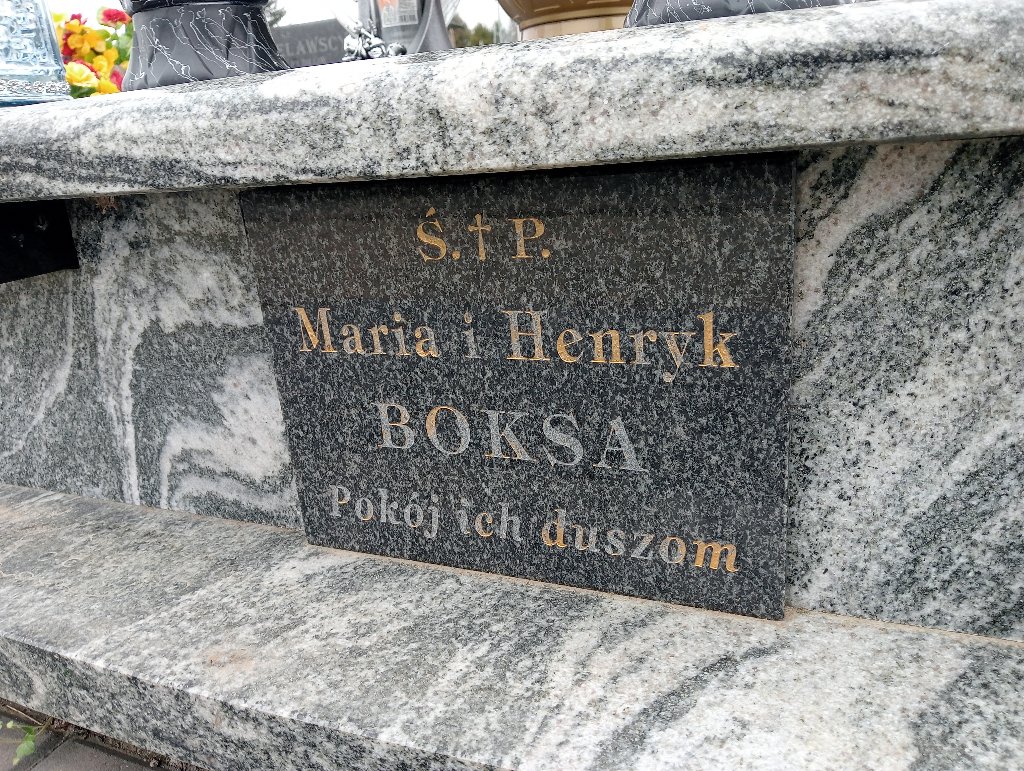 Ś.†P.
Maria i Henryk
BOKSA
Pokój ich duszom